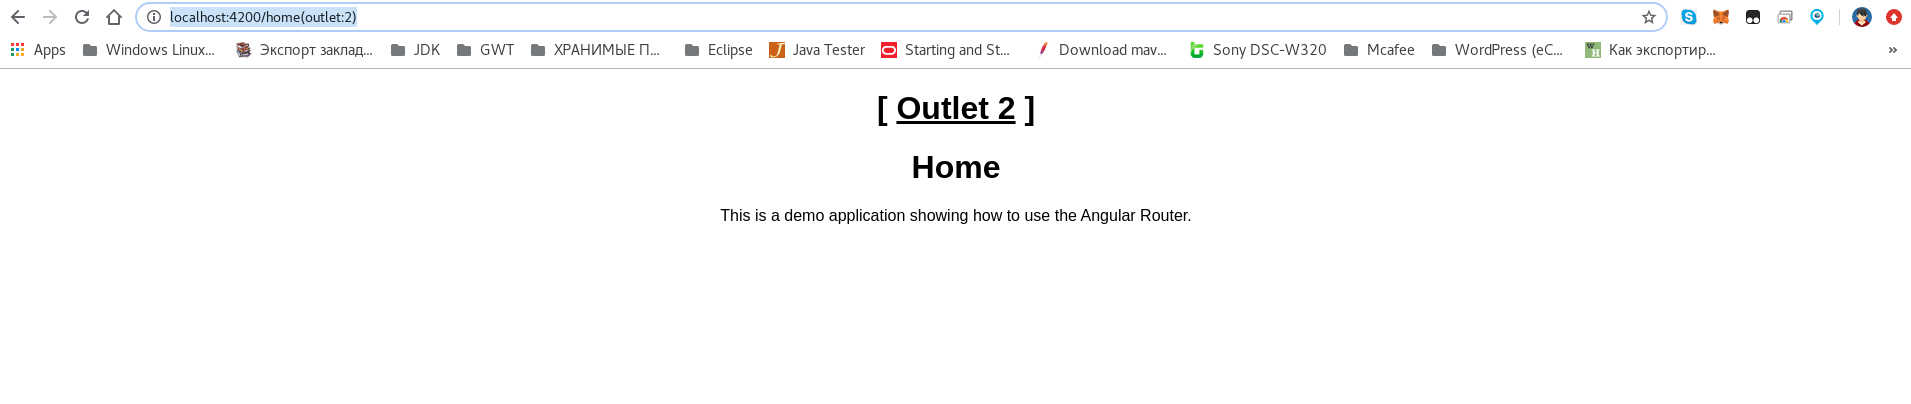 localhost:4200/home(outlet:2)
Apps Windows Linux... Экспорт заклад... JDK GWT ХРАНИМЫЕ П... Eclipse Java Tester Starting and St... Download mav... Sony DSC-W320 Mcafee WordPress (eC... Как экспортир... »
[ Outlet 2 ]
Home
This is a demo application showing how to use the Angular Router.